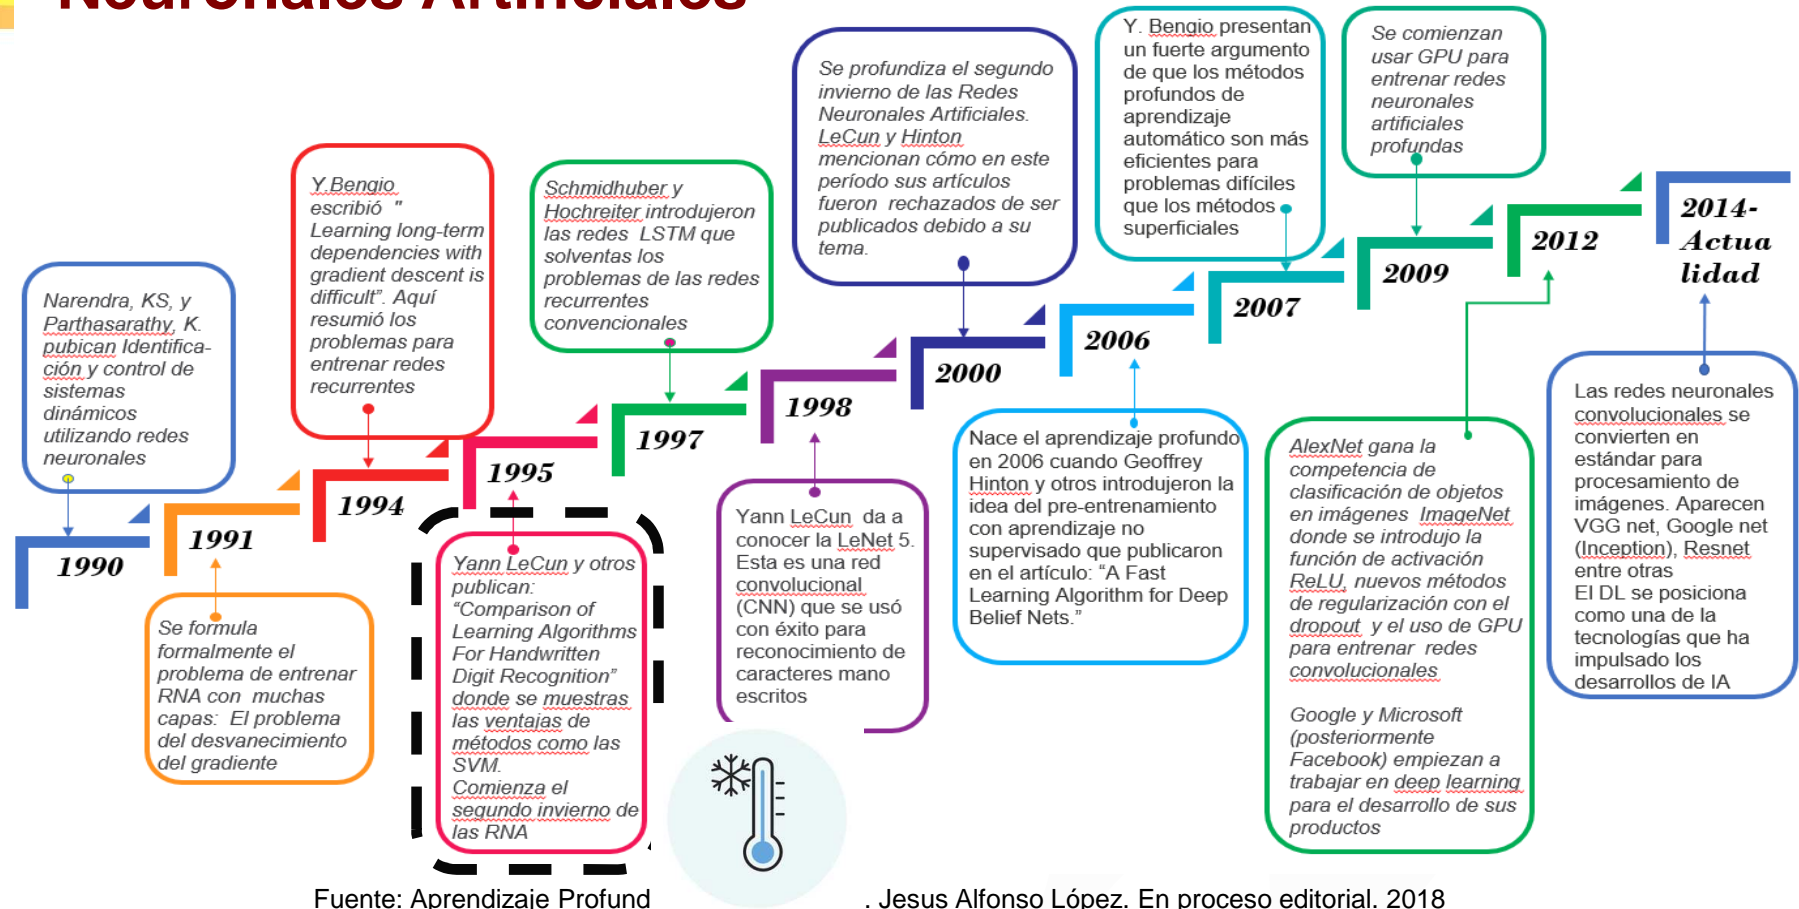 Neuronales Artificiales
Narendra, KS, y
Parthasarathy, K.
pubican Identifica-
ción y control de
sistemas
dinámicos
utilizando redes
neuronales
1990
1991
Se formula
formalmente el
problema de entrenar
RNA con muchas
capas: El problema
del desvanecimiento
del gradiente
Y.Bengio
escribió "
Learning long-term
dependencies with
gradient descent is
difficult”. Aquí
resumió los
problemas para
entrenar redes
recurrentes
1994
1995
Yann LeCun y otros
publican:
“Comparison of
Learning Algorithms
For Handwritten
Digit Recognition”
donde se muestras
las ventajas de
métodos como las
SVM.
Comienza el
segundo invierno de
las RNA
Schmidhuber y
Hochreiter introdujeron
las redes LSTM que
solventas los
problemas de las redes
recurrentes
convencionales
1997
1998
Yann LeCun da a
conocer la LeNet 5.
Esta es una red
convolucional
(CNN) que se usó
con éxito para
reconocimiento de
caracteres mano
escritos
Se profundiza el segundo
invierno de las Redes
Neuronales Artificiales.
LeCun y Hinton
mencionan cómo en este
período sus artículos
fueron rechazados de ser
publicados debido a su
tema.
2000
2006
Nace el aprendizaje profundo
en 2006 cuando Geoffrey
Hinton y otros introdujeron la
idea del pre-entrenamiento
con aprendizaje no
supervisado que publicaron
en el artículo: “A Fast
Learning Algorithm for Deep
Belief Nets.”
Y. Bengio presentan
un fuerte argumento
de que los métodos
profundos de
aprendizaje
automático son más
eficientes para
problemas difíciles
que los métodos
superficiales
2007
Se comienzan
usar GPU para
entrenar redes
neuronales
artificiales
profundas
2009
2012
AlexNet gana la
competencia de
clasificación de objetos
en imágenes ImageNet
donde se introdujo la
función de activación
ReLU, nuevos métodos
de regularización con el
dropout y el uso de GPU
para entrenar redes
convolucionales
Google y Microsoft
(posteriormente
Facebook) empiezan a
trabajar en deep learning
para el desarrollo de sus
productos
2014-
Actua
lidad
Las redes neuronales
convolucionales se
convierten en
estándar para
procesamiento de
imágenes. Aparecen
VGG net, Google net
(Inception), Resnet
entre otras
El DL se posiciona
como una de la
tecnologías que ha
impulsado los
desarrollos de IA
Fuente: Aprendizaje Profund . Jesus Alfonso López. En proceso editorial. 2018